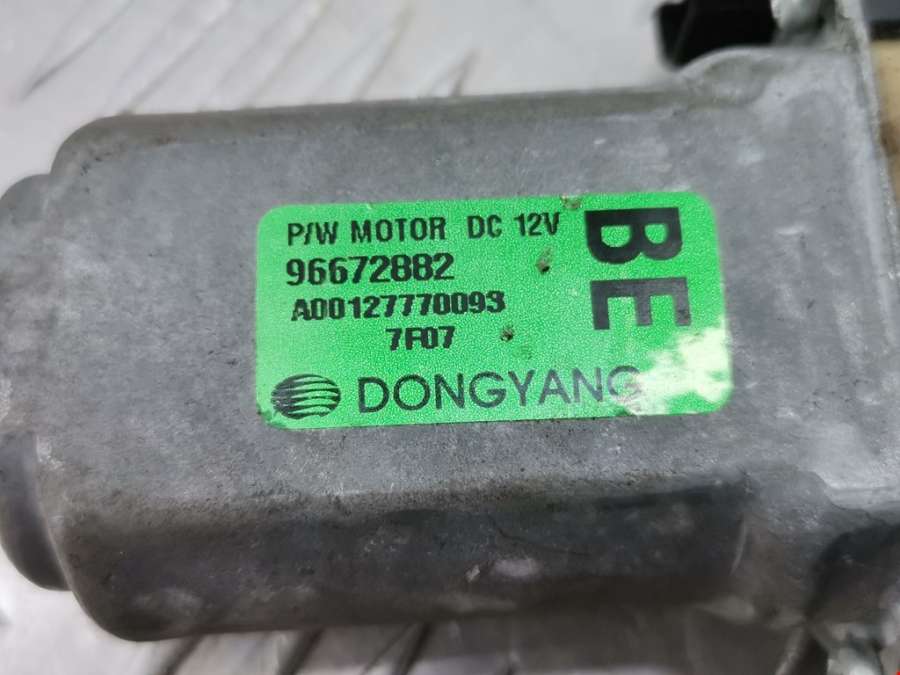 P/W MOTOR DC 12V
96672882
A00127770093
7F07
DONGYANG
BE